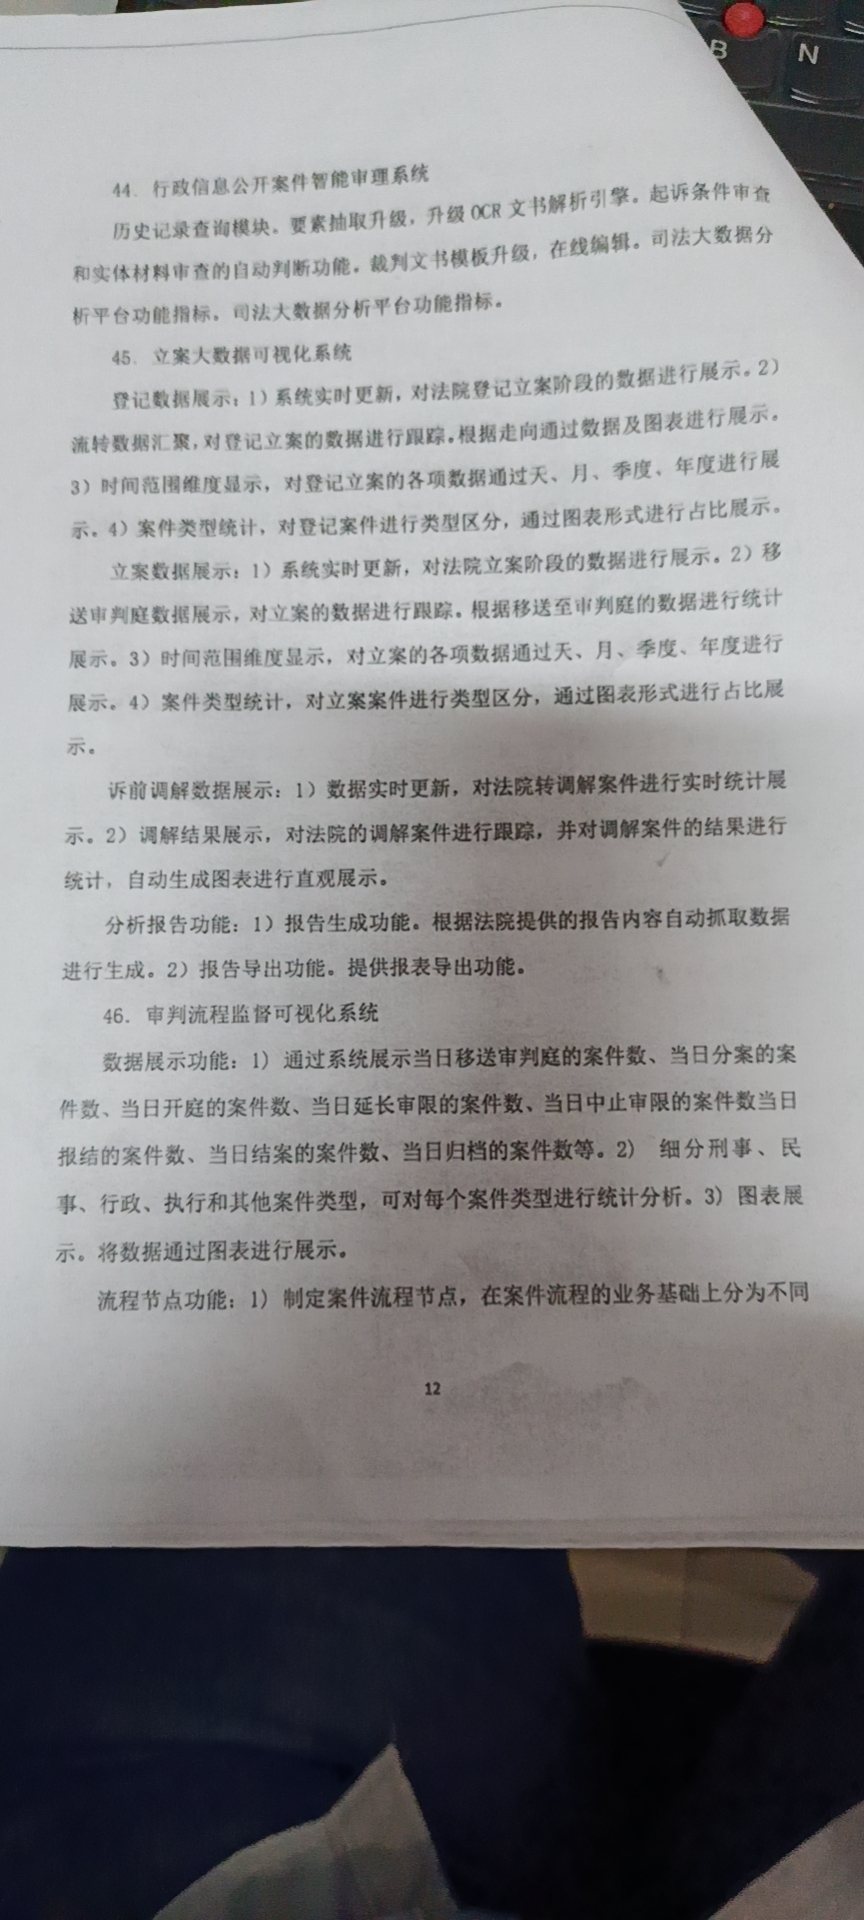 B N
44. 行政信息公开案件智能审理系统
历史记录查询模块。要素抽取升级，升级 OCR 文书解析引擎。起诉条件审查
和实体材料审查的自动判断功能。裁判文书模板升级，在线编辑。司法大数据分
析平台功能指标。司法大数据分析平台功能指标。
45. 立案大数据可视化系统
登记数据展示：1）系统实时更新，对法院登记立案阶段的数据进行展示。2）
流转数据汇聚，对登记立案的数据进行跟踪。根据走向通过数据及图表进行展示。
3）时间范围维度显示，对登记立案的各项数据通过天、月、季度、年度进行展
示。4）案件类型统计，对登记案件进行类型区分，通过图表形式进行占比展示。
立案数据展示：1）系统实时更新，对法院立案阶段的数据进行展示。2）移
送审判庭数据展示，对立案的数据进行跟踪。根据移送至审判庭的数据进行统计
展示。3）时间范围维度显示，对立案的各项数据通过天、月、季度、年度进行
展示。4）案件类型统计，对立案案件进行类型区分，通过图表形式进行占比展
示。
诉前调解数据展示：1）数据实时更新，对法院转调解案件进行实时统计展
示。2）调解结果展示，对法院的调解案件进行跟踪，并对调解案件的结果进行
统计，自动生成图表进行直观展示。
分析报告功能：1）报告生成功能。根据法院提供的报告内容自动抓取数据
进行生成。2）报告导出功能。提供报表导出功能。
46. 审判流程监督可视化系统
数据展示功能：1) 通过系统展示当日移送审判庭的案件数、当日分案的案
件数、当日开庭的案件数、当日延长审限的案件数、当日中止审限的案件数当日
报结的案件数、当日结案的案件数、当日归档的案件数等。2) 细分刑事、民
事、行政、执行和其他案件类型，可对每个案件类型进行统计分析。3) 图表展
示。将数据通过图表进行展示。
流程节点功能：1) 制定案件流程节点，在案件流程的业务基础上分为不同
12